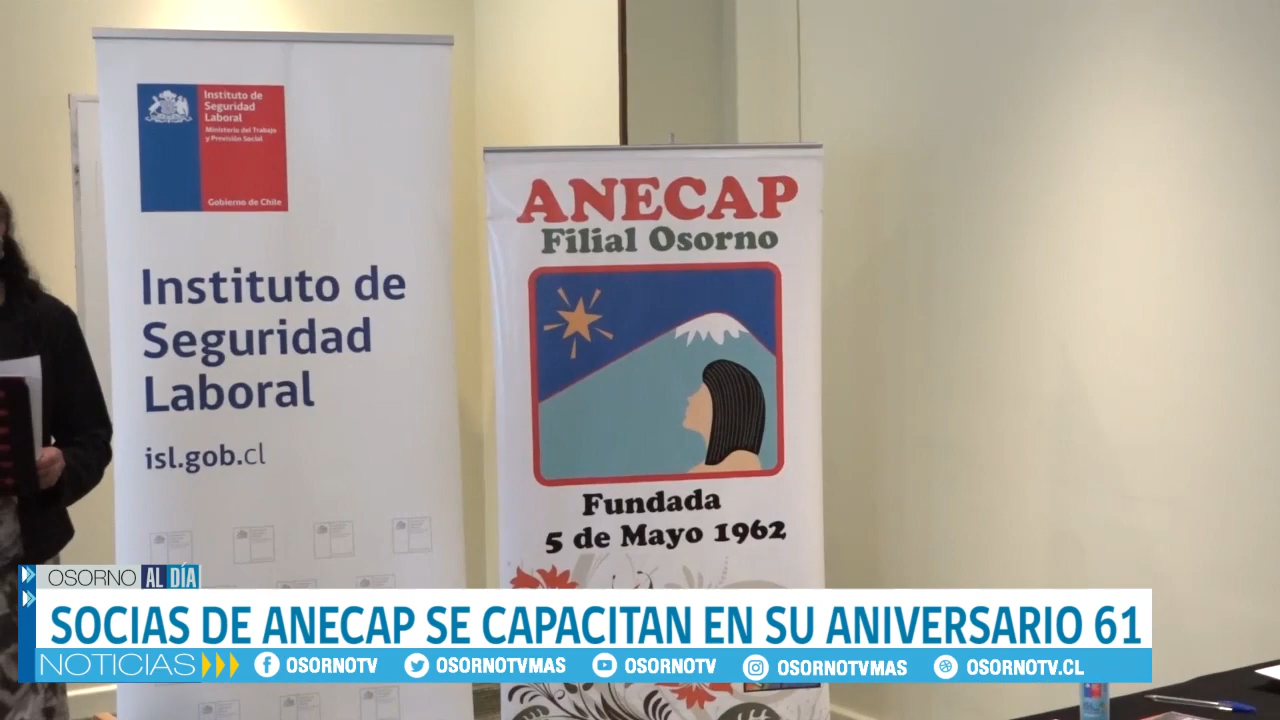 Instituto de
Seguridad
Laboral
Ministerio del Trabajo
y Previsión Social
Gobierno de Chile
Instituto de
Seguridad
Laboral
isl.gob.cl
ANECAP
Filial Osorno
Fundada
5 de Mayo 1962
OSORNO AL DÍA
SOCIAS DE ANECAP SE CAPACITAN EN SU ANIVERSARIO 61
NOTICIAS
OSORNOTV
OSORNOTVMAS
OSORNOTV
OSORNOTVMAS
OSORNOTV.CL